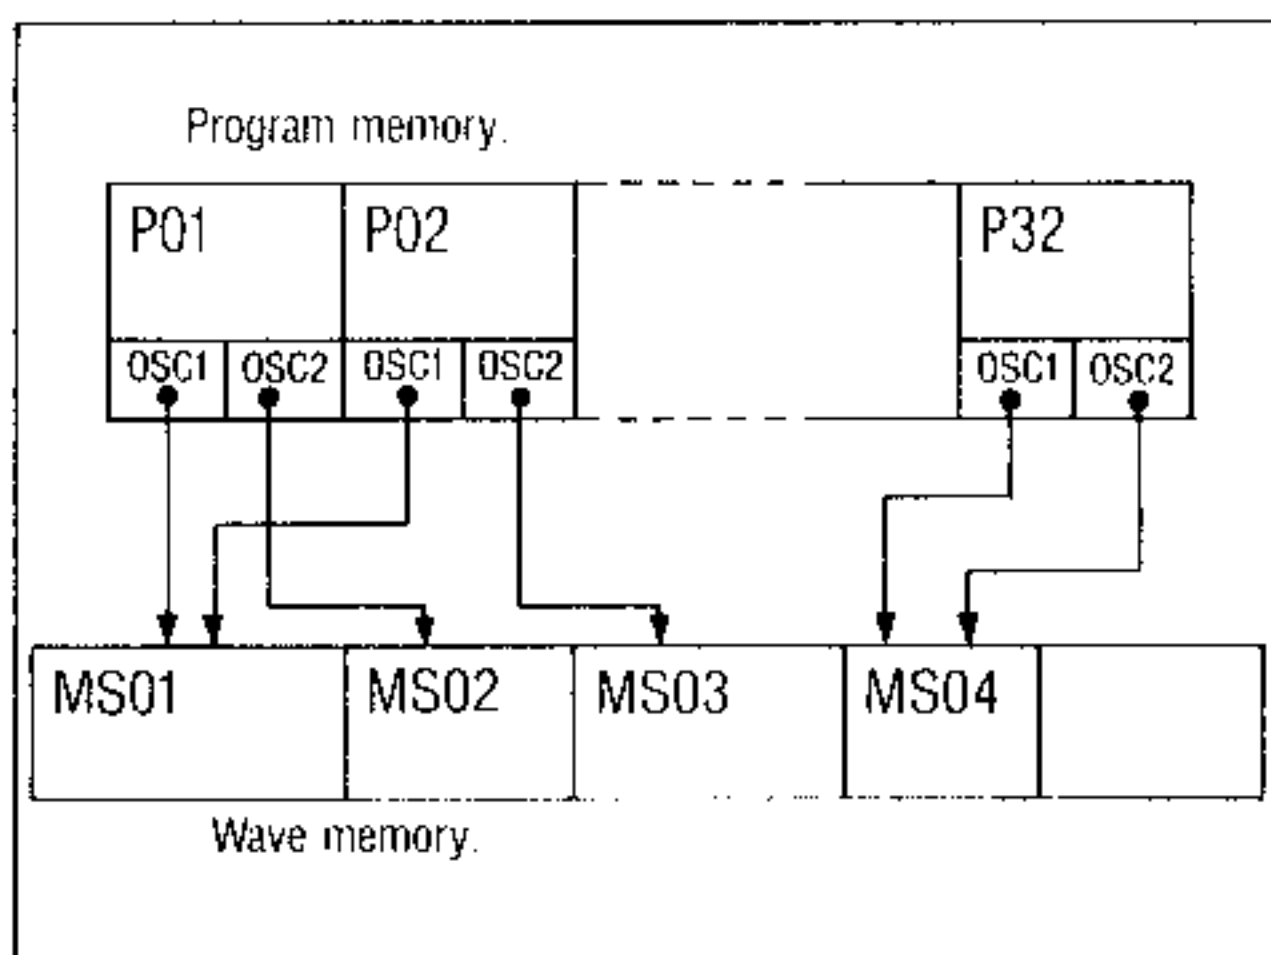 Program memory.
P01 P02 P32
OSC1 OSC2 OSC1 OSC2 OSC1 OSC2
MS01 MS02 MS03 MS04
Wave memory.